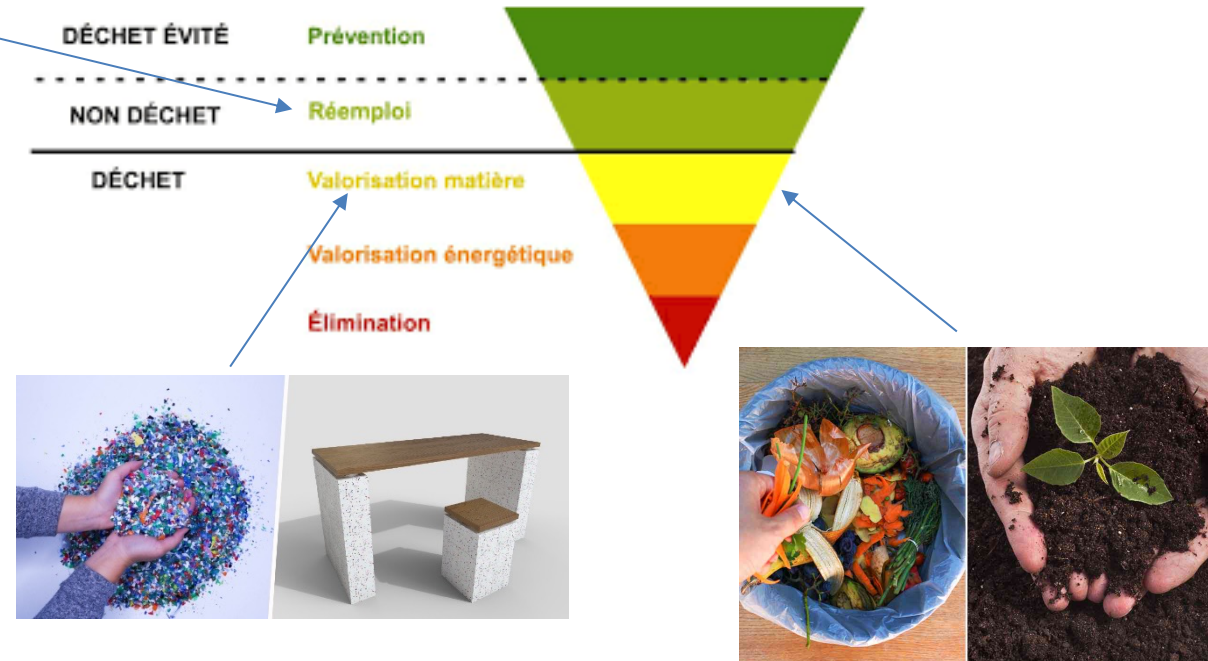 DÉCHET ÉVITÉ Prévention
NON DÉCHET Réemploi
DÉCHET Valorisation matière
Valorisation énergétique
Élimination